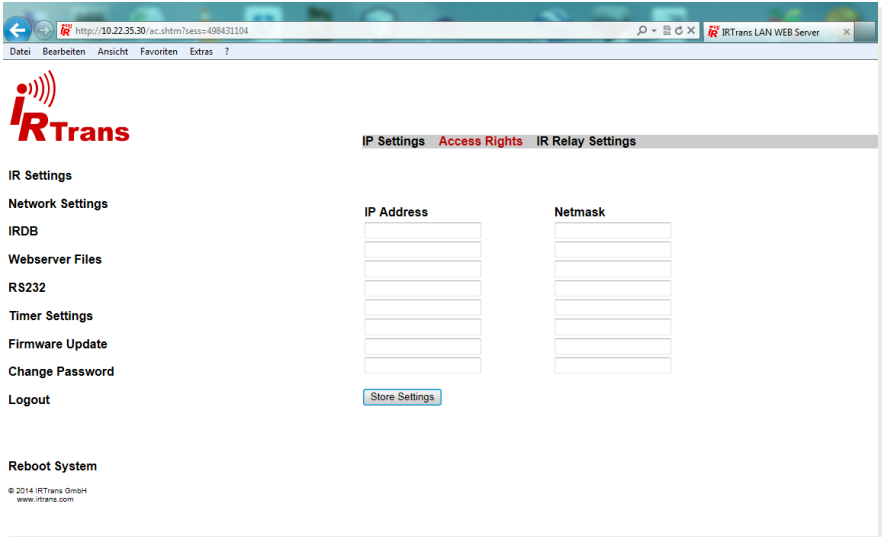 http://10.22.35.30/ac.shtm?sess=498431104
IRTrans LAN WEB Server
Datei Bearbeiten Ansicht Favoriten Extras ?
iRTrans
IP Settings Access Rights IR Relay Settings
IR Settings
Network Settings
IRDB
Webserver Files
RS232
Timer Settings
Firmware Update
Change Password
Logout
Reboot System
© 2014 IRTrans GmbH
www.irtrans.com
IP Address Netmask
Store Settings